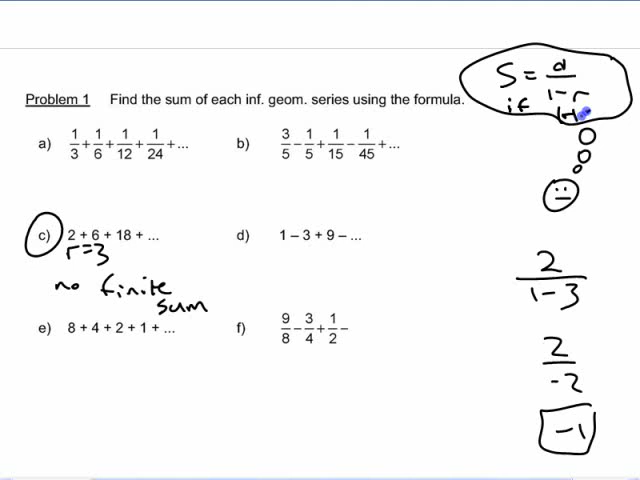 Problem 1 Find the sum of each inf. geom. series using the formula.
S = a/(1-r)
if |r|
a) 1/3 + 1/6 + 1/12 + 1/24 + ... b) 3/5 − 1/5 + 1/15 − 1/45 + ...
c) 2 + 6 + 18 + ... d) 1 – 3 + 9 – ...
r=3
no finite
sum
e) 8 + 4 + 2 + 1 + ... f) 9/8 − 3/4 + 1/2 −
2/(1-3)
2/-2
-1